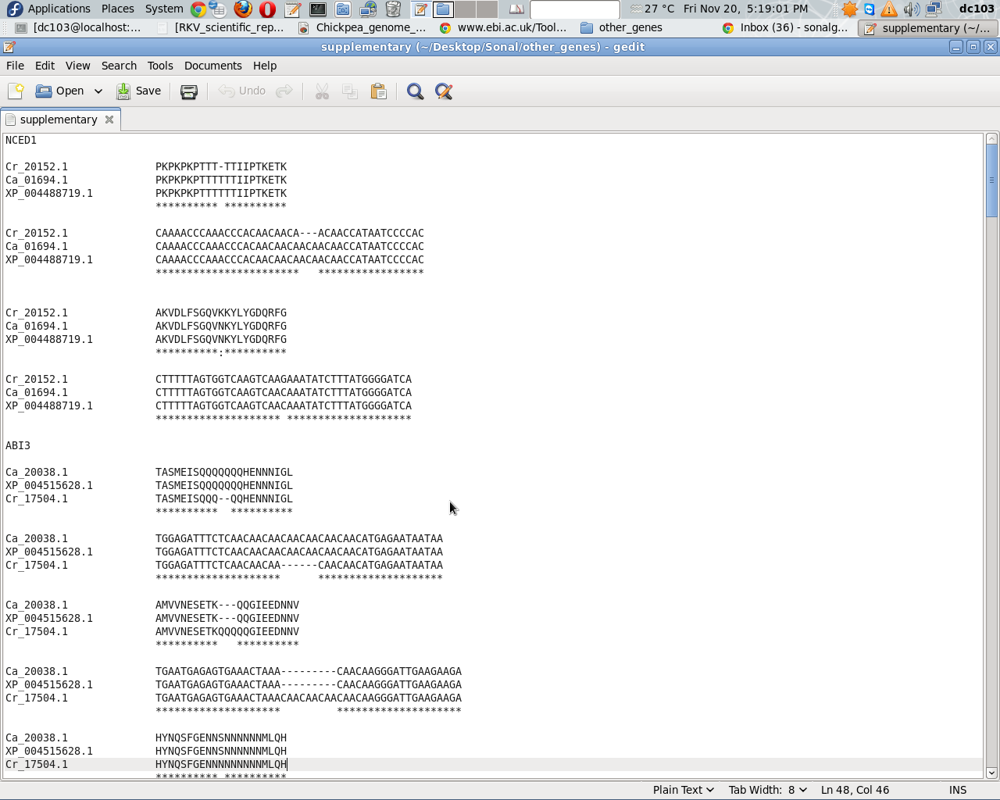 Applications Places System 27 °C Fri Nov 20, 5:19:01 PM dc103
[dc103@localhost:... [RKV_scientific_rep... Chickpea_genome_... www.ebi.ac.uk/Tool... other_genes Inbox (36) - sonalg... supplementary (~/...
supplementary (~/Desktop/Sonal/other_genes) - gedit
File Edit View Search Tools Documents Help
Open Save Undo
supplementary
NCED1
Cr_20152.1 PKPKPKPTTT-TTIIPTKETK
Ca_01694.1 PKPKPKPTTTTTTIIPTKETK
XP_004488719.1 PKPKPKPTTTTTTIIPTKETK
********** **********
Cr_20152.1 CAAAACCCAAACCCACAACAACA---ACAACCATAATCCCCAC
Ca_01694.1 CAAAACCCAAACCCACAACAACAACAACAACCATAATCCCCAC
XP_004488719.1 CAAAACCCAAACCCACAACAACAACAACAACCATAATCCCCAC
*********************** *****************
Cr_20152.1 AKVDLFSGQVKKYLYGDQRFG
Ca_01694.1 AKVDLFSGQVNKYLYGDQRFG
XP_004488719.1 AKVDLFSGQVNKYLYGDQRFG
**********:**********
Cr_20152.1 CTTTTTAGTGGTCAAGTCAAGAAATATCTTTATGGGGATCA
Ca_01694.1 CTTTTTAGTGGTCAAGTCAACAAATATCTTTATGGGGATCA
XP_004488719.1 CTTTTTAGTGGTCAAGTCAACAAATATCTTTATGGGGATCA
******************** ********************
ABI3
Ca_20038.1 TASMEISQQQQQQQHENNNIGL
XP_004515628.1 TASMEISQQQQQQQHENNNIGL
Cr_17504.1 TASMEISQQQ--QQHENNNIGL
********** **********
Ca_20038.1 TGGAGATTTCTCAACAACAACAACAACAACAACATGAGAATAATAA
XP_004515628.1 TGGAGATTTCTCAACAACAACAACAACAACAACATGAGAATAATAA
Cr_17504.1 TGGAGATTTCTCAACAACAA------CAACAACATGAGAATAATAA
******************** ********************
Ca_20038.1 AMVVNESETK---QQGIEEDNNV
XP_004515628.1 AMVVNESETK---QQGIEEDNNV
Cr_17504.1 AMVVNESETKQQQQQGIEEDNNV
********** **********
Ca_20038.1 TGAATGAGAGTGAAACTAAA---------CAACAAGGGATTGAAGAAGA
XP_004515628.1 TGAATGAGAGTGAAACTAAA---------CAACAAGGGATTGAAGAAGA
Cr_17504.1 TGAATGAGAGTGAAACTAAACAACAACAACAACAAGGGATTGAAGAAGA
******************** ********************
Ca_20038.1 HYNQSFGENNSNNNNNNMLQH
XP_004515628.1 HYNQSFGENNSNNNNNNMLQH
Cr_17504.1 HYNQSFGENNNNNNNNNMLQH
********** **********
Plain Text Tab Width: 8 Ln 48, Col 46 INS